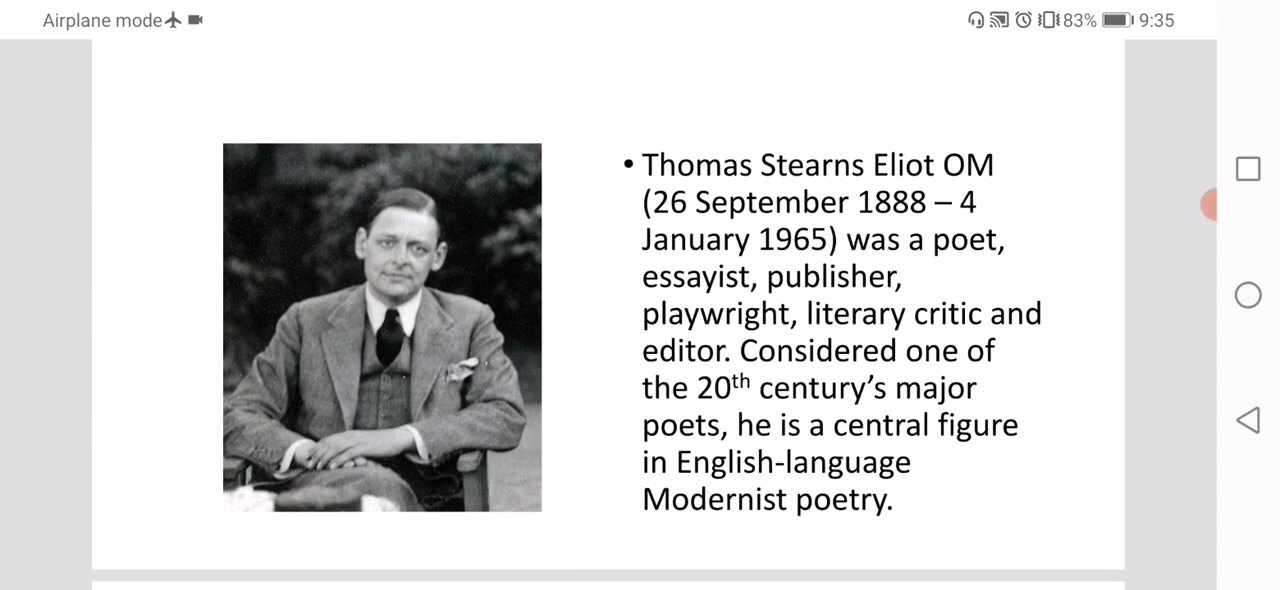 Airplane mode 83% 9:35
• Thomas Stearns Eliot OM
(26 September 1888 – 4
January 1965) was a poet,
essayist, publisher,
playwright, literary critic and
editor. Considered one of
the 20th century’s major
poets, he is a central figure
in English-language
Modernist poetry.